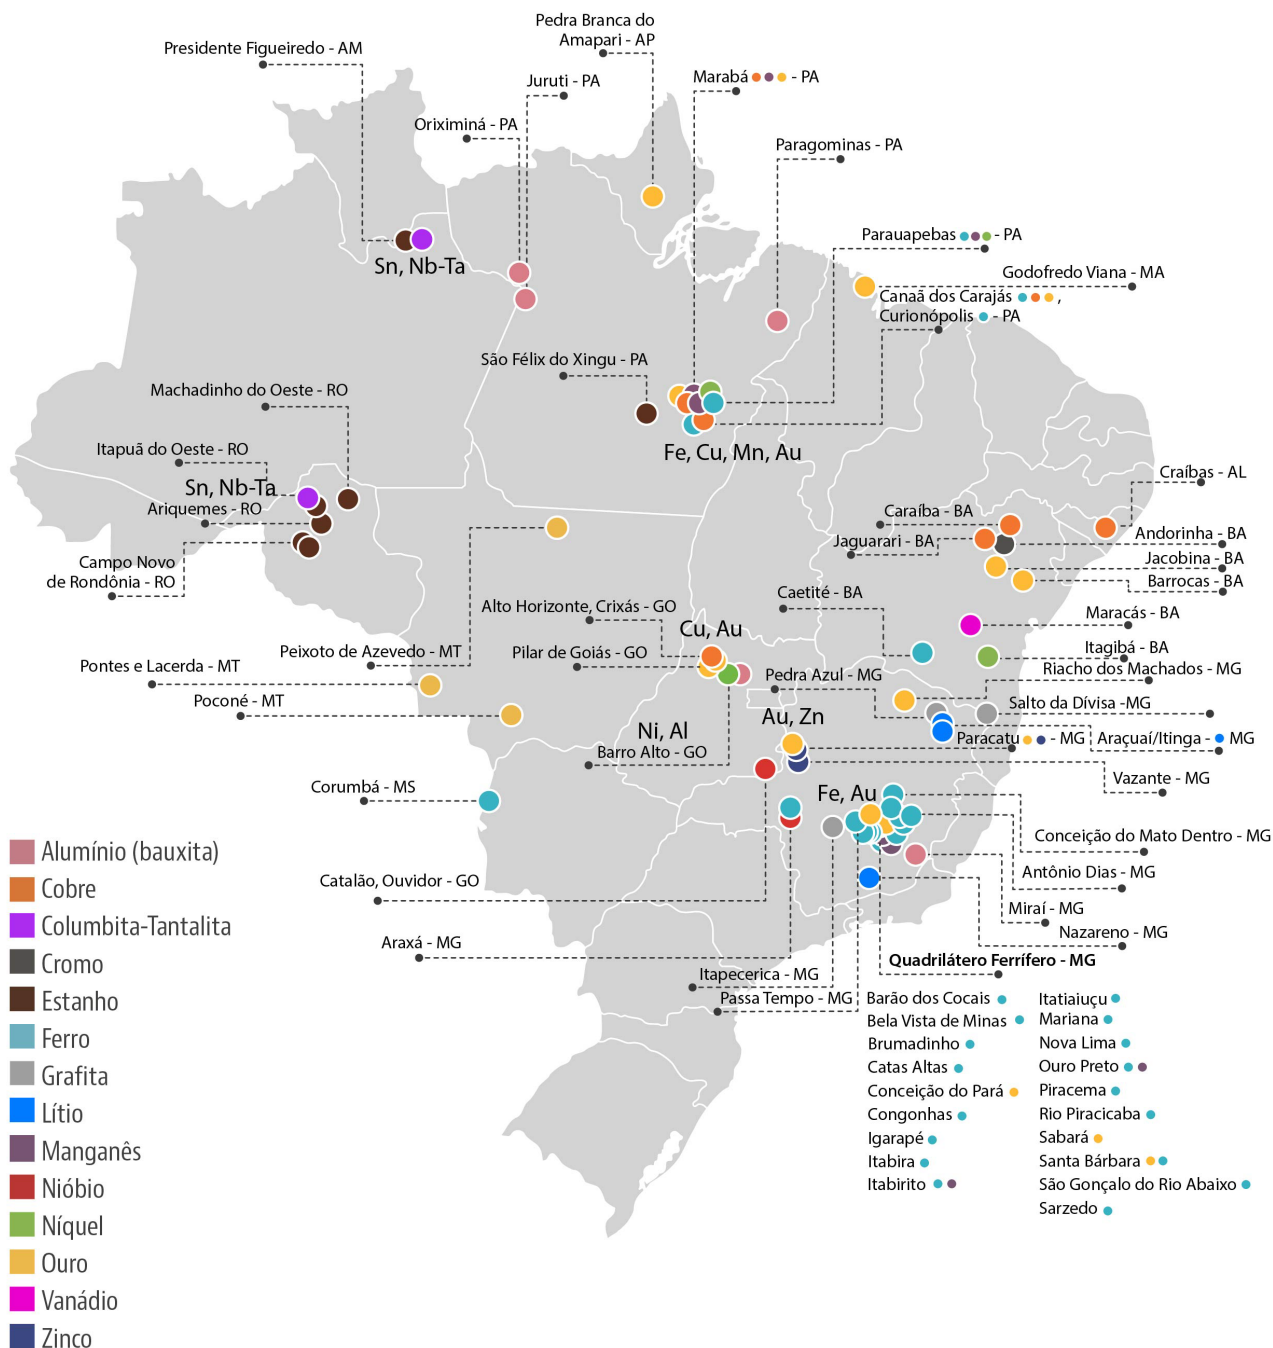 Pedra Branca do
Amapari - AP
Presidente Figueiredo - AM
Juruti - PA
Marabá - PA
Oriximiná - PA
Paragominas - PA
Parauapebas - PA
Sn, Nb-Ta
Godofredo Viana - MA
Canaã dos Carajás ,
Curionópolis - PA
São Félix do Xingu - PA
Machadinho do Oeste - RO
Fe, Cu, Mn, Au
Itapuã do Oeste - RO
Craíbas - AL
Sn, Nb-Ta
Ariquemes - RO
Caraíba - BA
Andorinha - BA
Jaguarari - BA
Jacobina - BA
Campo Novo
de Rondônia - RO
Barrocas - BA
Caetité - BA
Alto Horizonte, Crixás - GO
Maracás - BA
Cu, Au
Peixoto de Azevedo - MT
Pilar de Goiás - GO
Itagibá - BA
Pontes e Lacerda - MT
Riacho dos Machados - MG
Pedra Azul - MG
Poconé - MT
Salto da Dívisa -MG
Au, Zn
Ni, Al
Paracatu - MG
Araçuaí/Itinga - MG
Barro Alto - GO
Vazante - MG
Corumbá - MS
Fe, Au
Conceição do Mato Dentro - MG
Antônio Dias - MG
Catalão, Ouvidor - GO
Miraí - MG
Nazareno - MG
Araxá - MG
Quadrilátero Ferrífero - MG
Itapecerica - MG
Passa Tempo - MG
Barão dos Cocais
Bela Vista de Minas
Brumadinho
Catas Altas
Conceição do Pará
Congonhas
Igarapé
Itabira
Itabirito
Itatiaiuçu
Mariana
Nova Lima
Ouro Preto
Piracema
Rio Piracicaba
Sabará
Santa Bárbara
São Gonçalo do Rio Abaixo
Sarzedo
Alumínio (bauxita)
Cobre
Columbita-Tantalita
Cromo
Estanho
Ferro
Grafita
Lítio
Manganês
Nióbio
Níquel
Ouro
Vanádio
Zinco